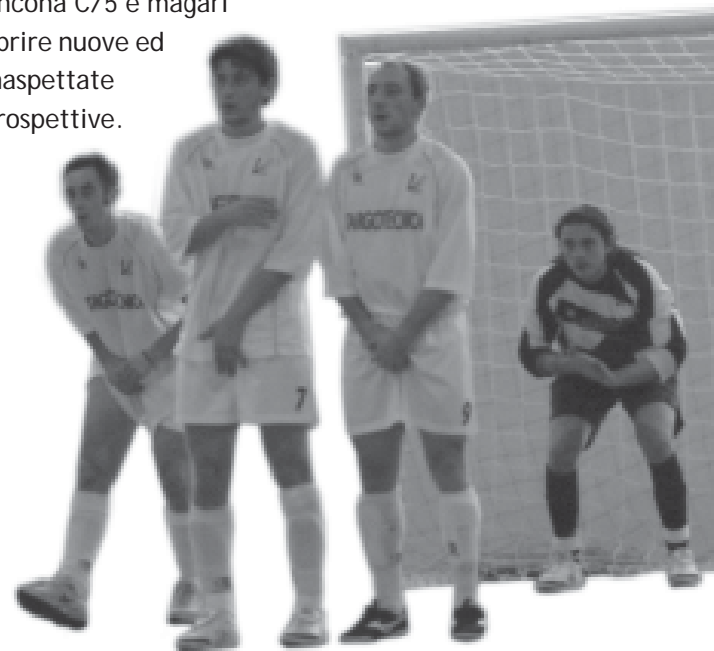 ncona C/5 e magari
prire nuove ed
naspettate
rospettive.
7
9